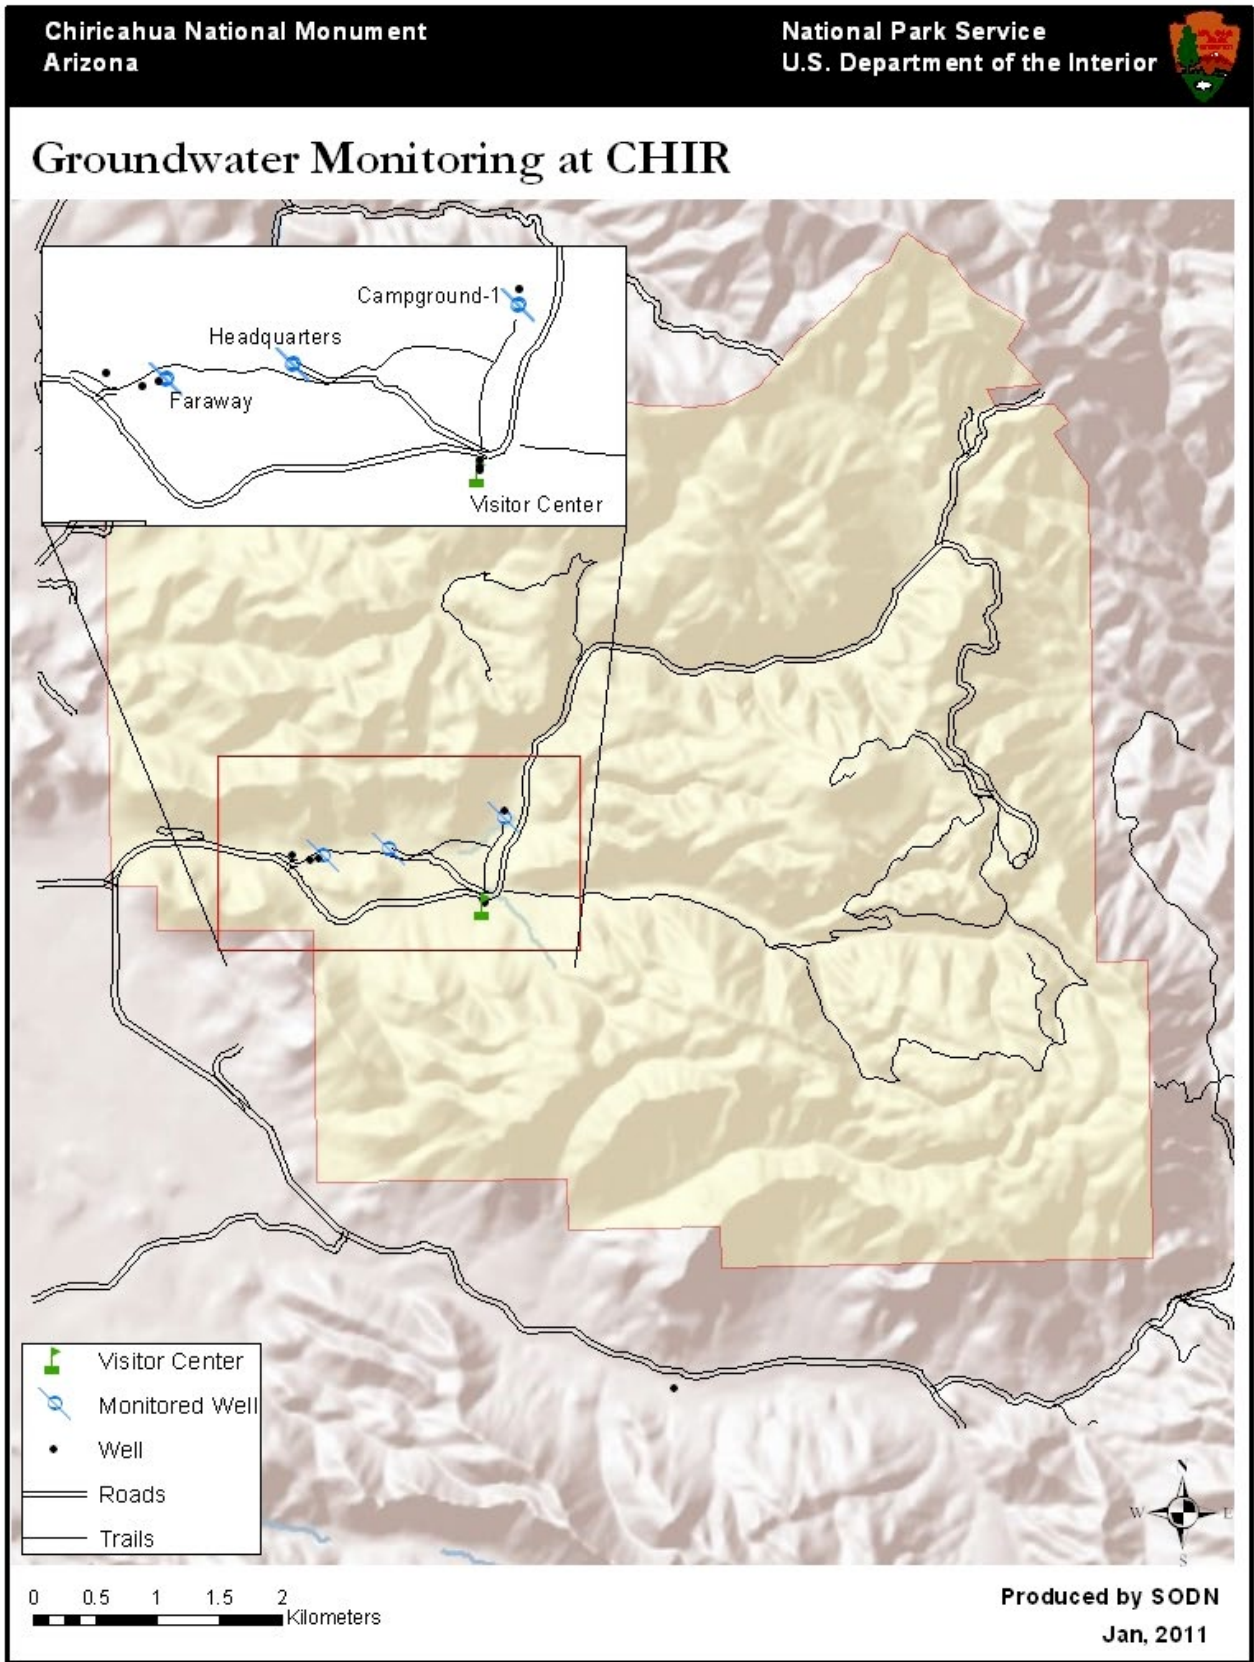 Chiricahua National Monument
Arizona
National Park Service
U.S. Department of the Interior
Groundwater Monitoring at CHIR
Campground-1
Headquarters
Faraway
Visitor Center
Visitor Center
Monitored Well
Well
Roads
Trails
N
W E
S
0 0.5 1 1.5 2
Kilometers
Produced by SODN
Jan, 2011